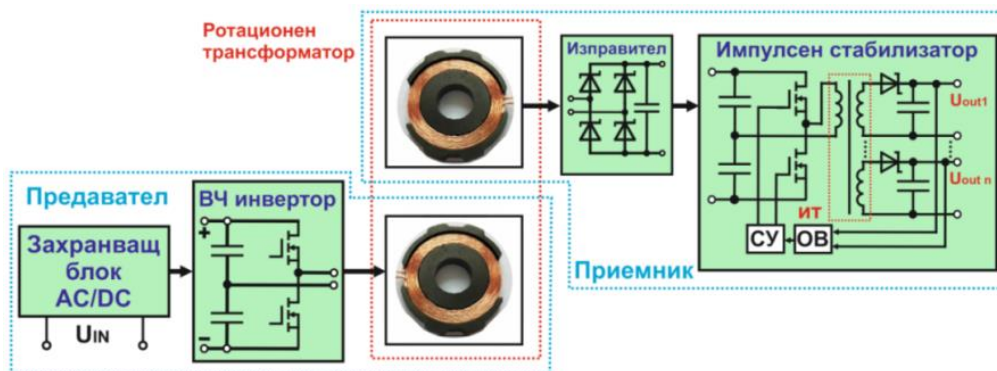 Ротационен
трансформатор
Изправител
Импулсен стабилизатор
Uout1
Uout n
ИТ
СУ
ОВ
Приемник
Предавател
ВЧ инвертор
+
−
Захранващ
блок
AC/DC
UIN